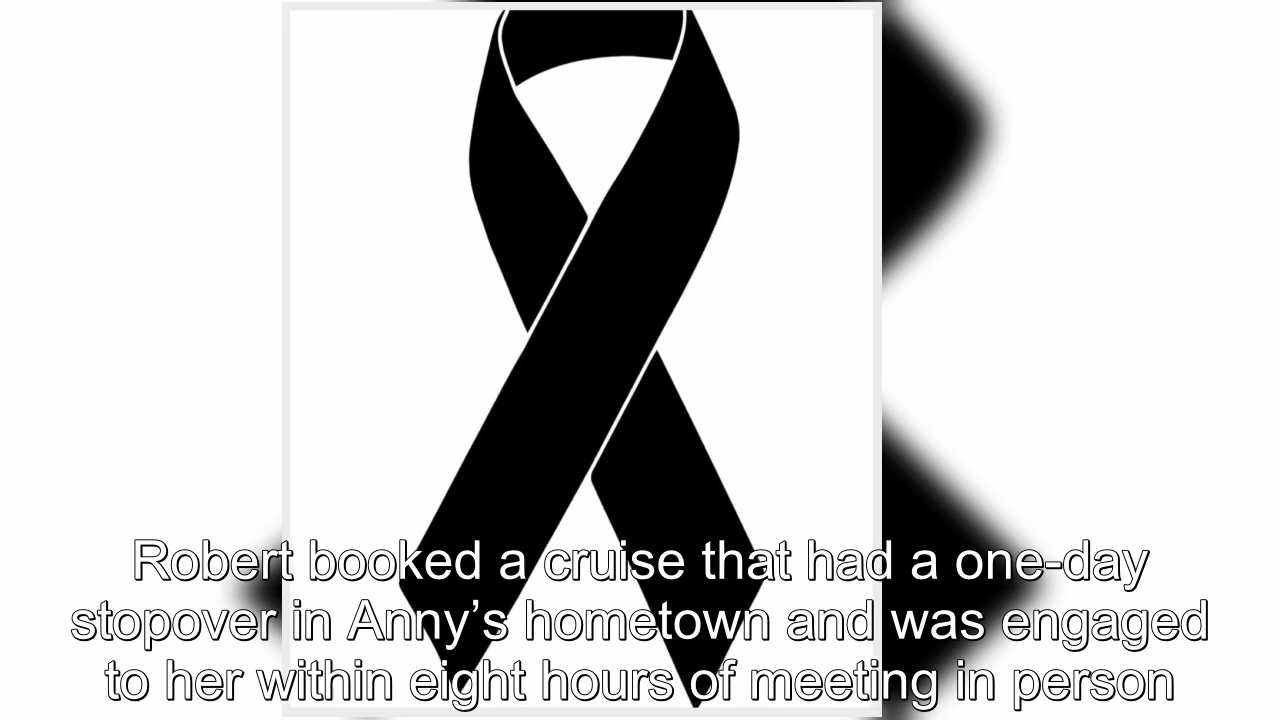 Robert booked a cruise that had a one-day
stopover in Anny’s hometown and was engaged
to her within eight hours of meeting in person